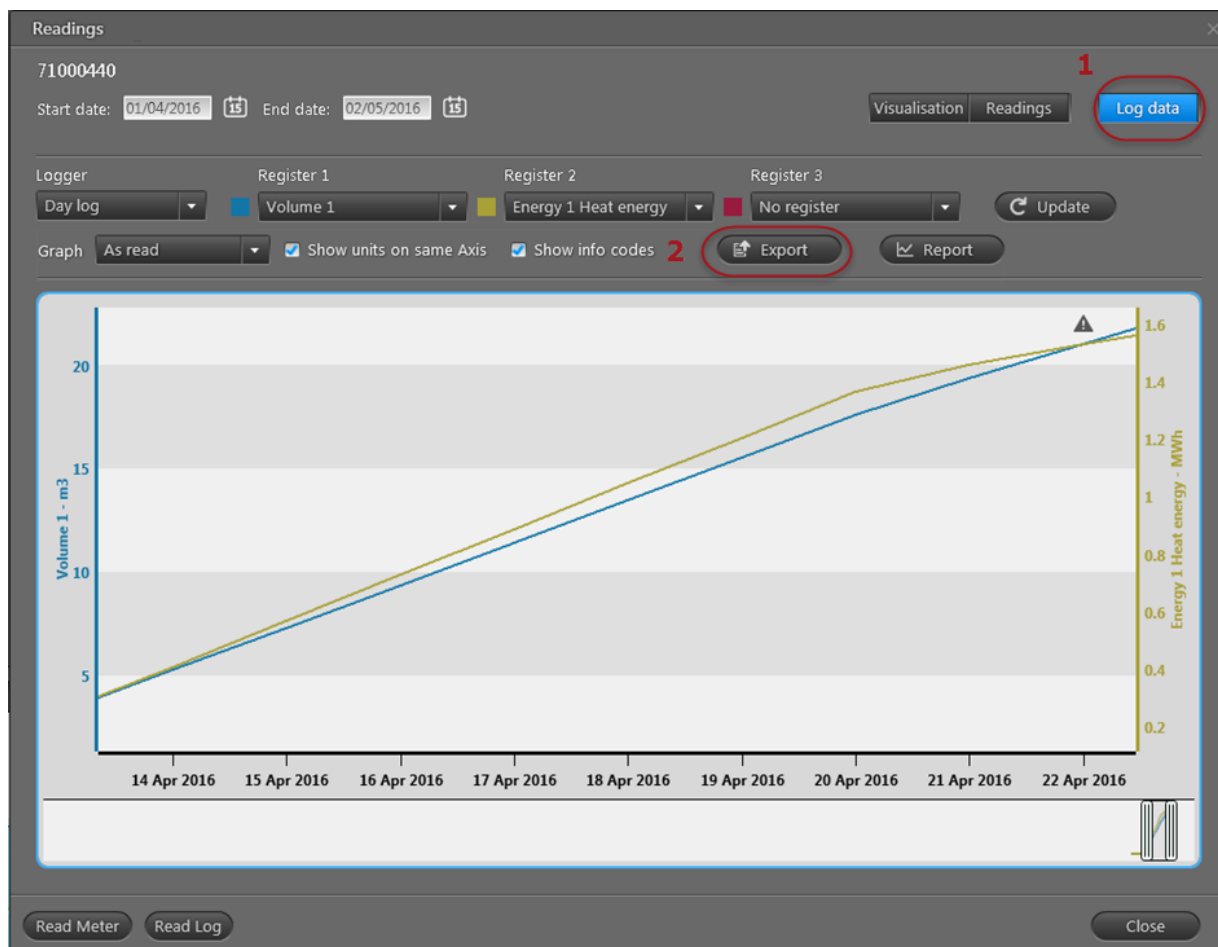 Readings
71000440
1
Start date: 01/04/2016 15 End date: 02/05/2016 15 Visualisation Readings Log data
Logger Register 1 Register 2 Register 3
Day log Volume 1 Energy 1 Heat energy No register Update
Graph As read Show units on same Axis Show info codes 2 Export Report
1.6
20
1.4
1.2
15
1
0.8
10
0.6
5
0.4
0.2
Volume 1 - m3
Energy 1 Heat energy - MWh
14 Apr 2016 15 Apr 2016 16 Apr 2016 17 Apr 2016 18 Apr 2016 19 Apr 2016 20 Apr 2016 21 Apr 2016 22 Apr 2016
Read Meter Read Log Close